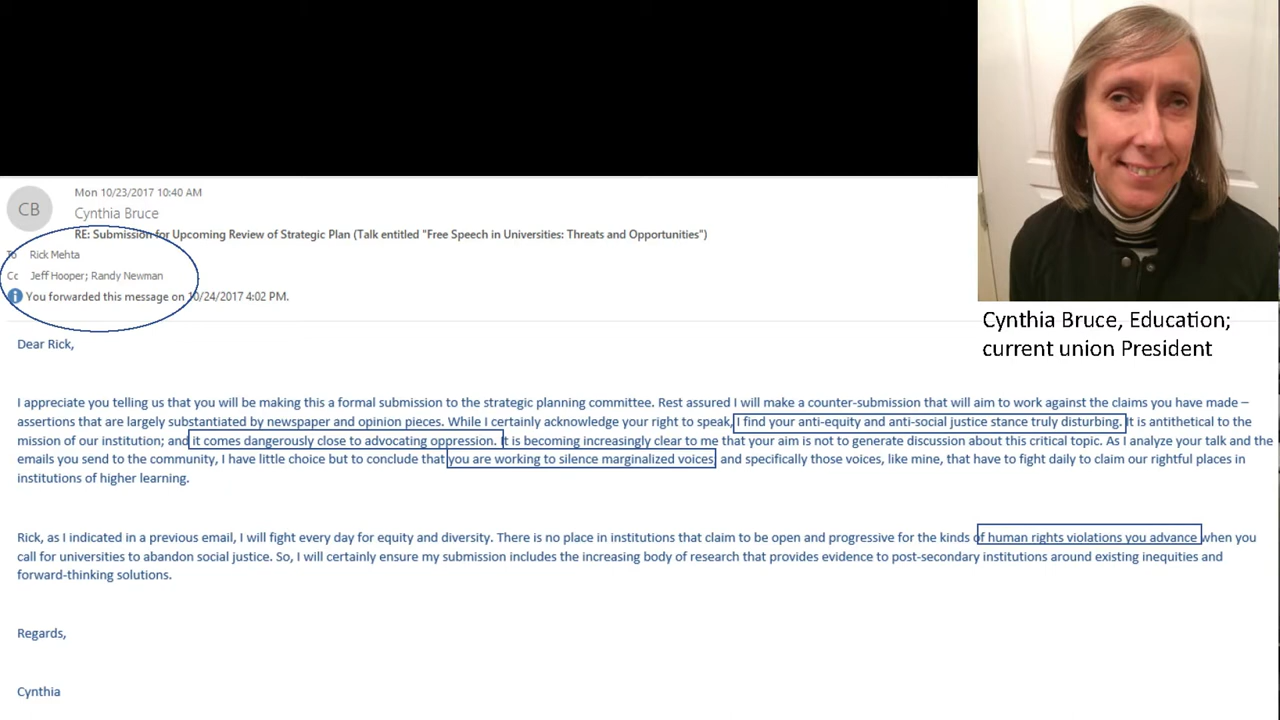 CB
Mon 10/23/2017 10:40 AM
Cynthia Bruce
RE: Submission for Upcoming Review of Strategic Plan (Talk entitled "Free Speech in Universities: Threats and Opportunities")
To Rick Mehta
Cc Jeff Hooper; Randy Newman
You forwarded this message on 10/24/2017 4:02 PM.
Cynthia Bruce, Education;
current union President
Dear Rick,
I appreciate you telling us that you will be making this a formal submission to the strategic planning committee. Rest assured I will make a counter-submission that will aim to work against the claims you have made –
assertions that are largely substantiated by newspaper and opinion pieces. While I certainly acknowledge your right to speak, I find your anti-equity and anti-social justice stance truly disturbing. It is antithetical to the
mission of our institution; and it comes dangerously close to advocating oppression. It is becoming increasingly clear to me that your aim is not to generate discussion about this critical topic. As I analyze your talk and the
emails you send to the community, I have little choice but to conclude that you are working to silence marginalized voices, and specifically those voices, like mine, that have to fight daily to claim our rightful places in
institutions of higher learning.
Rick, as I indicated in a previous email, I will fight every day for equity and diversity. There is no place in institutions that claim to be open and progressive for the kinds of human rights violations you advance when you
call for universities to abandon social justice. So, I will certainly ensure my submission includes the increasing body of research that provides evidence to post-secondary institutions around existing inequities and
forward-thinking solutions.
Regards,
Cynthia